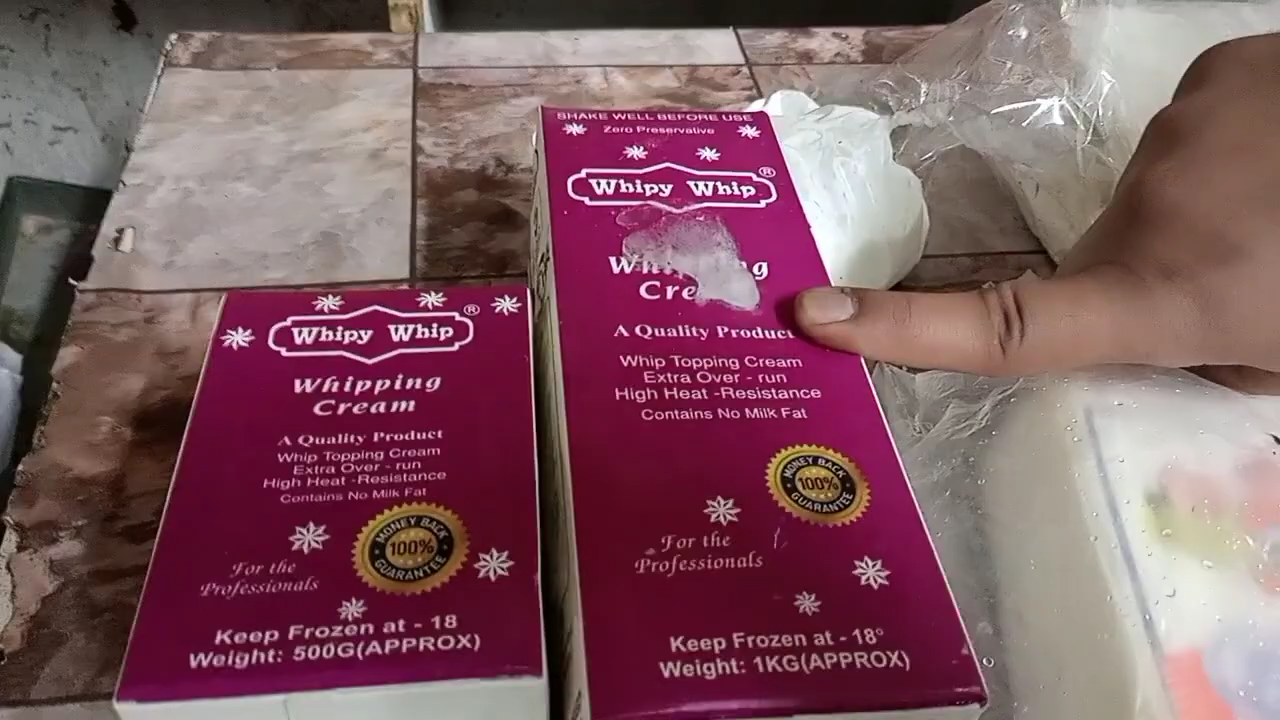 Whipy Whip ®
Whipping
Cream
A Quality Product
Whip Topping Cream
Extra Over - run
High Heat -Resistance
Contains No Milk Fat
MONEY BACK
100%
GUARANTEE
For the
Professionals
Keep Frozen at - 18
Weight: 500G(APPROX)
SHAKE WELL BEFORE USE
Zero Preservative
Whipy Whip ®
Whipping
Cream
A Quality Product
Whip Topping Cream
Extra Over - run
High Heat -Resistance
Contains No Milk Fat
MONEY BACK
100%
GUARANTEE
For the
Professionals
Keep Frozen at - 18°
Weight: 1KG(APPROX)